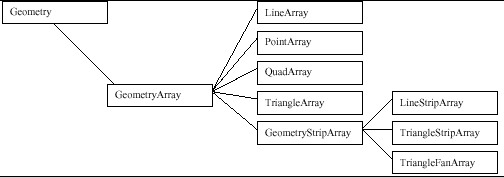 Geometry
LineArray
PointArray
QuadArray
GeometryArray
TriangleArray
LineStripArray
GeometryStripArray
TriangleStripArray
TriangleFanArray